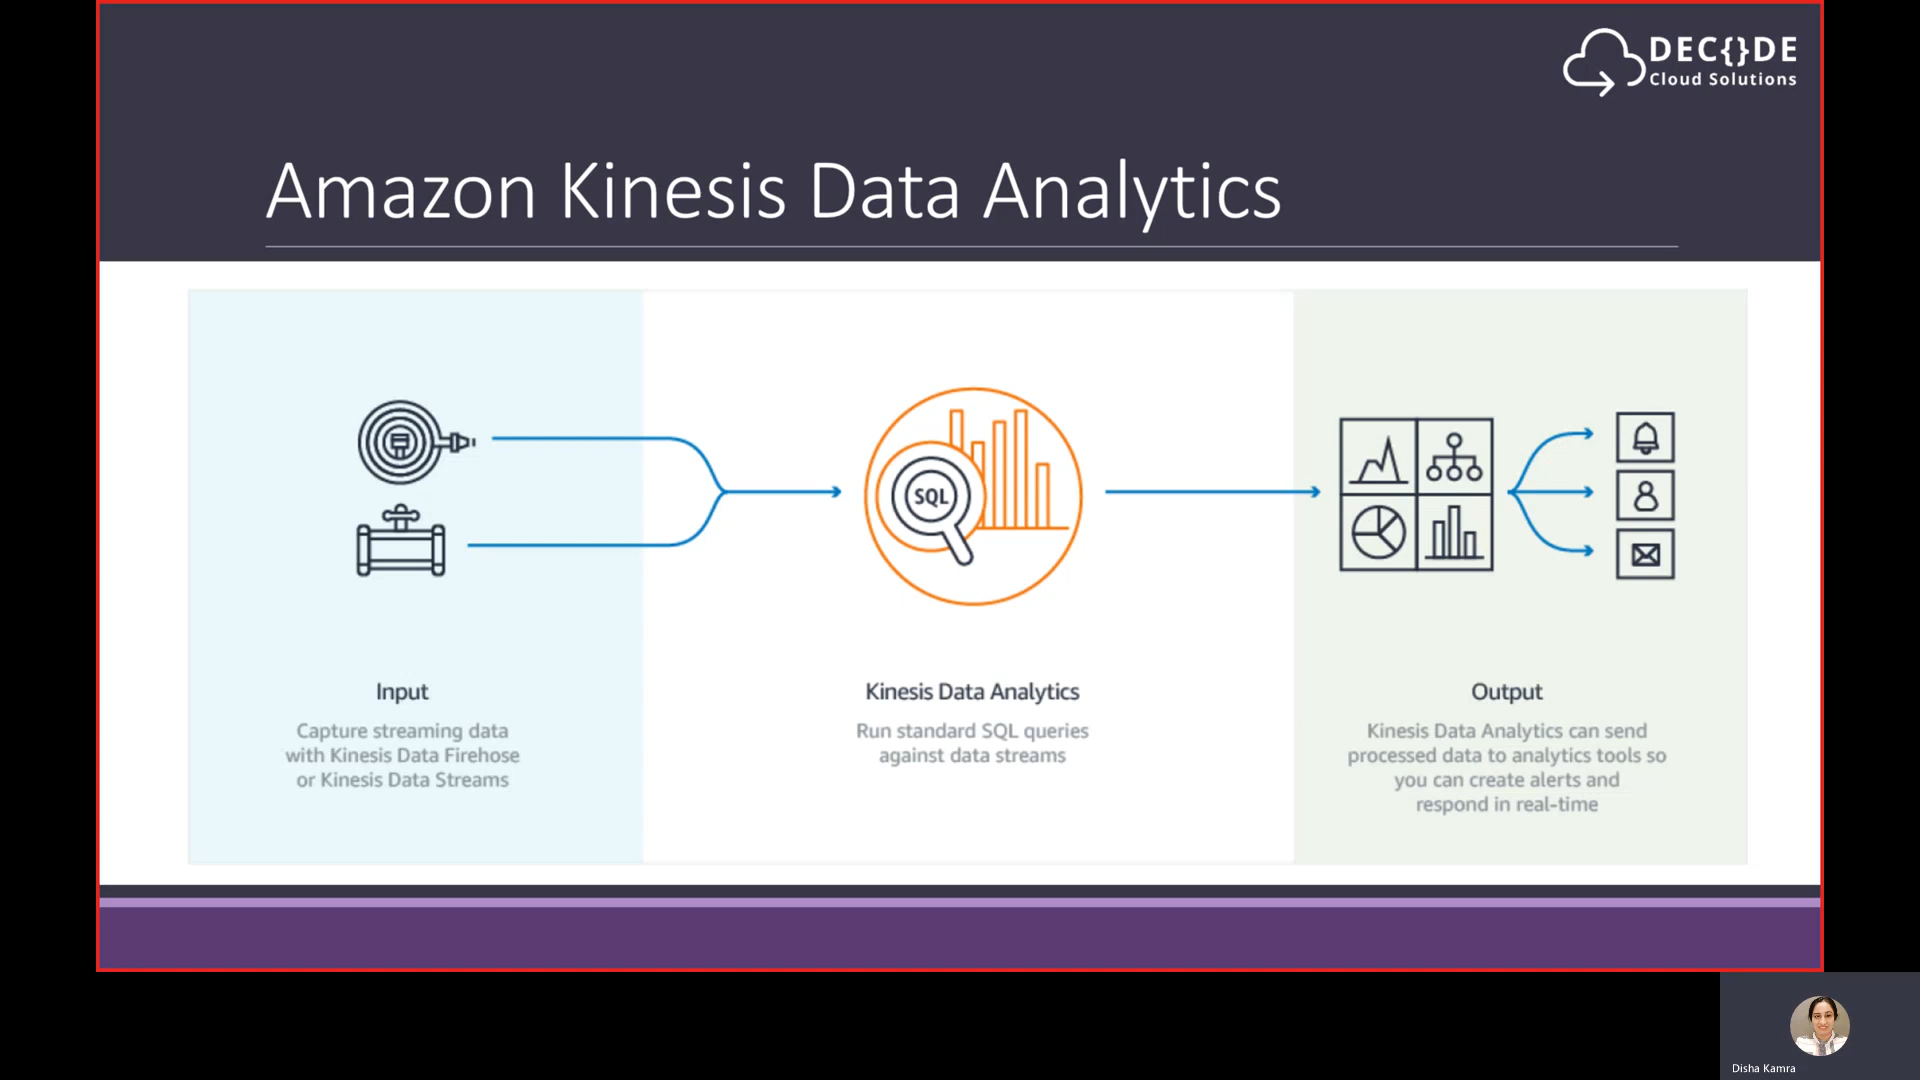 DEC{}DE
Cloud Solutions
Amazon Kinesis Data Analytics
SQL
Input
Capture streaming data
with Kinesis Data Firehose
or Kinesis Data Streams
Kinesis Data Analytics
Run standard SQL queries
against data streams
Output
Kinesis Data Analytics can send
processed data to analytics tools so
you can create alerts and
respond in real-time
Disha Kamra